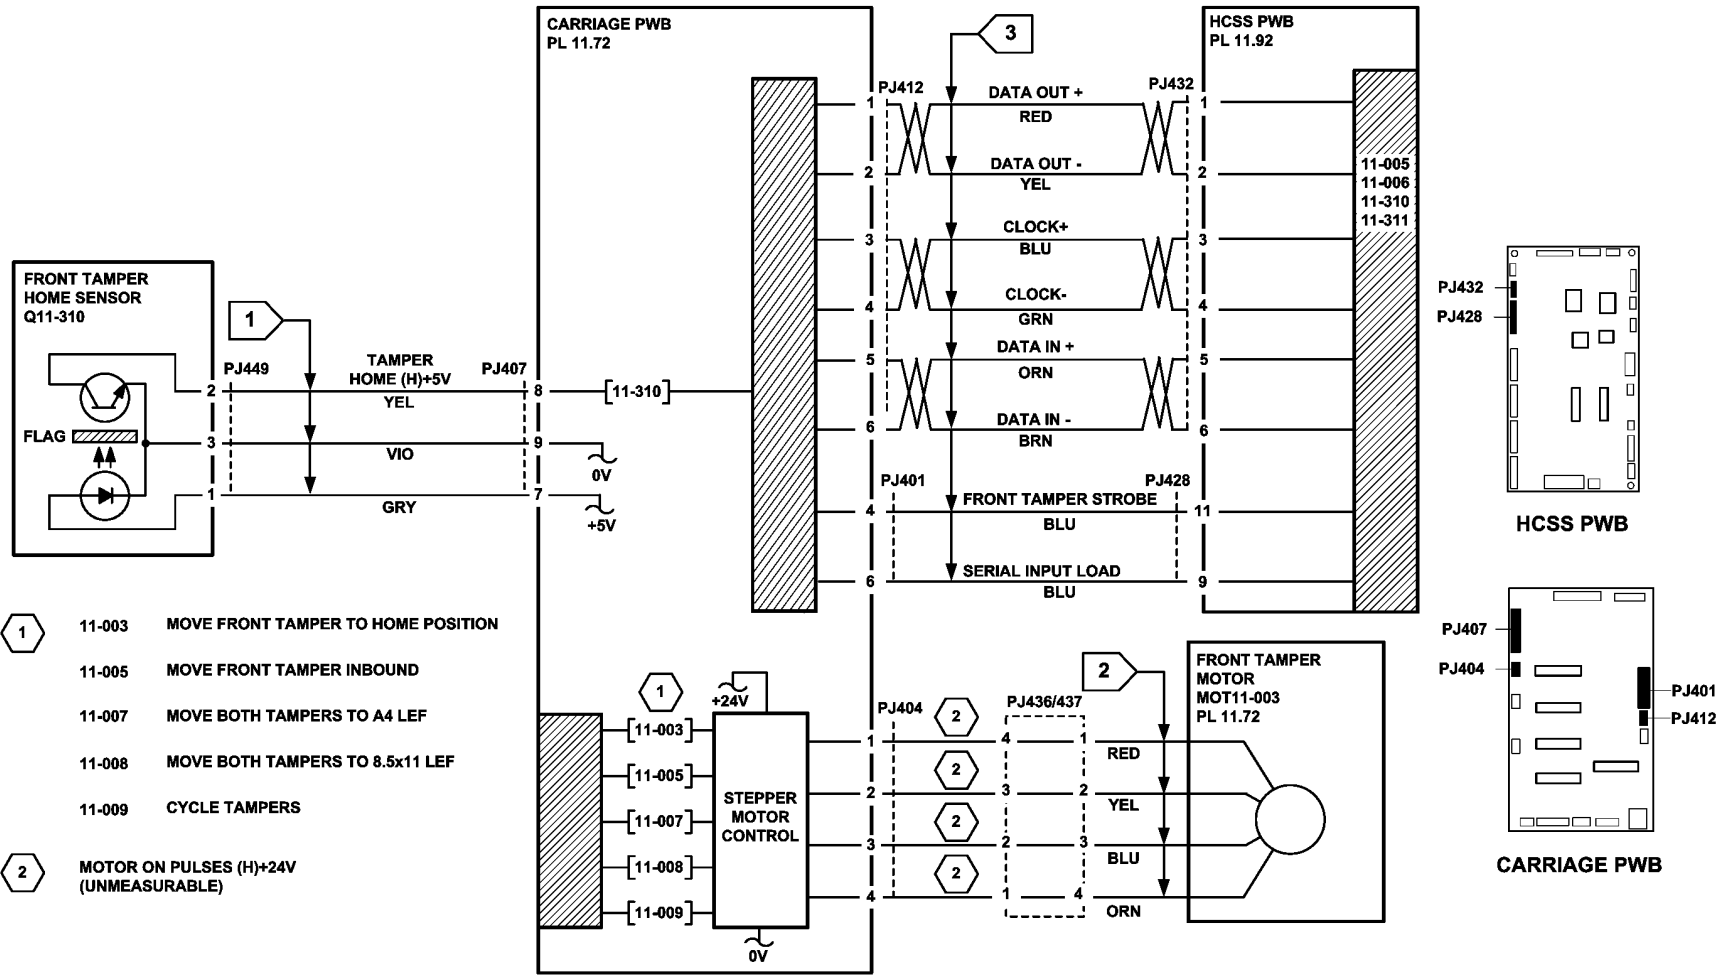 CARRIAGE PWB
PL 11.72
3
HCSS PWB
PL 11.92
PJ412
PJ432
1
DATA OUT +
RED
1
2
DATA OUT -
YEL
2
11-005
11-006
11-310
11-311
3
CLOCK+
BLU
3
4
CLOCK-
GRN
4
5
DATA IN +
ORN
5
6
DATA IN -
BRN
6
PJ401
PJ428
4
FRONT TAMPER STROBE
BLU
11
6
SERIAL INPUT LOAD
BLU
9
FRONT TAMPER
HOME SENSOR
Q11-310
1
PJ449
TAMPER
HOME (H)+5V
YEL
PJ407
2
8
[11-310]
FLAG
3
VIO
9
0V
1
GRY
7
+5V
PJ432
PJ428
HCSS PWB
1
11-003 MOVE FRONT TAMPER TO HOME POSITION
11-005 MOVE FRONT TAMPER INBOUND
11-007 MOVE BOTH TAMPERS TO A4 LEF
11-008 MOVE BOTH TAMPERS TO 8.5x11 LEF
11-009 CYCLE TAMPERS
2
MOTOR ON PULSES (H)+24V
(UNMEASURABLE)
1
+24V
[11-003]
[11-005]
[11-007]
[11-008]
[11-009]
STEPPER
MOTOR
CONTROL
0V
PJ404
2
PJ436/437
2
FRONT TAMPER
MOTOR
MOT11-003
PL 11.72
1
4
1
RED
2
2
3
2
YEL
2
3
2
3
BLU
2
4
1
4
ORN
PJ407
PJ404
PJ401
PJ412
CARRIAGE PWB